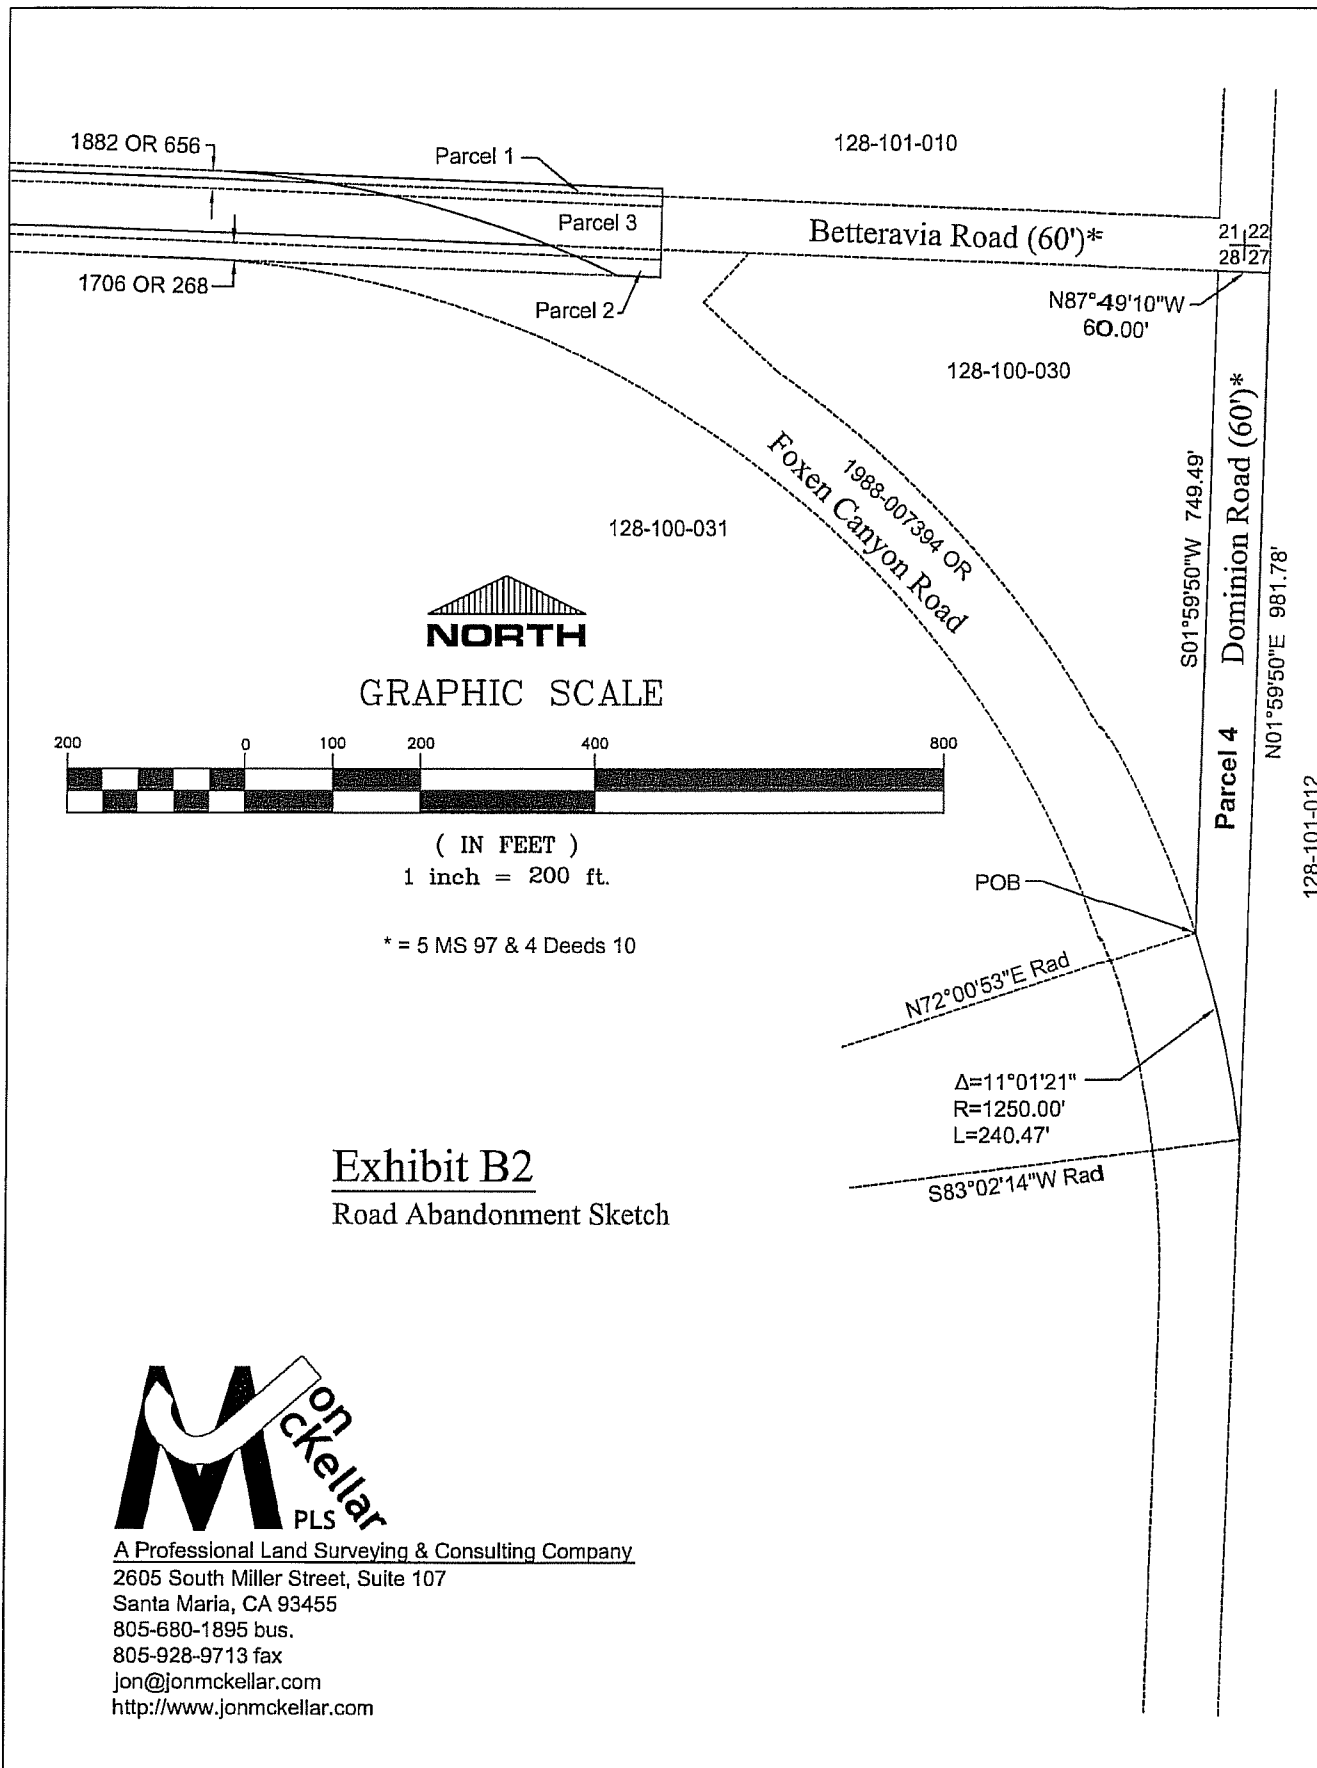 1882 OR 656
Parcel 1
128-101-010
Parcel 3
Betteravia Road (60')*
21 22
28 27
1706 OR 268
Parcel 2
N87°49'10"W
60.00'
128-100-030
Foxen Canyon Road
1988-007394 OR
S01°59'50"W 749.49'
Parcel 4
Dominion Road (60')*
N01°59'50"E 981.78'
128-101-012
128-100-031
NORTH
GRAPHIC SCALE
200 0 100 200 400 800
( IN FEET )
1 inch = 200 ft.
* = 5 MS 97 & 4 Deeds 10
POB
N72°00'53"E Rad
Δ=11°01'21"
R=1250.00'
L=240.47'
S83°02'14"W Rad
Exhibit B2
Road Abandonment Sketch
Jon
McKellar
PLS
A Professional Land Surveying & Consulting Company
2605 South Miller Street, Suite 107
Santa Maria, CA 93455
805-680-1895 bus.
805-928-9713 fax
jon@jonmckellar.com
http://www.jonmckellar.com